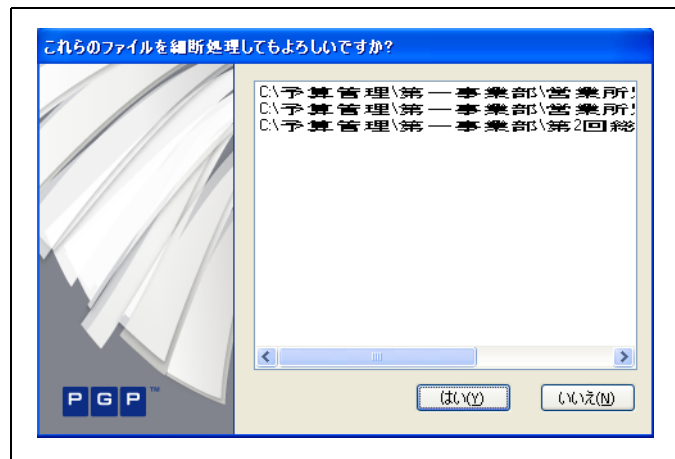 これらのファイルを細断処理してもよろしいですか?
C:\予算管理\第一事業部\営業所
C:\予算管理\第一事業部\営業所
C:\予算管理\第一事業部\第2回総
PGP™
はい(Y)
いいえ(N)